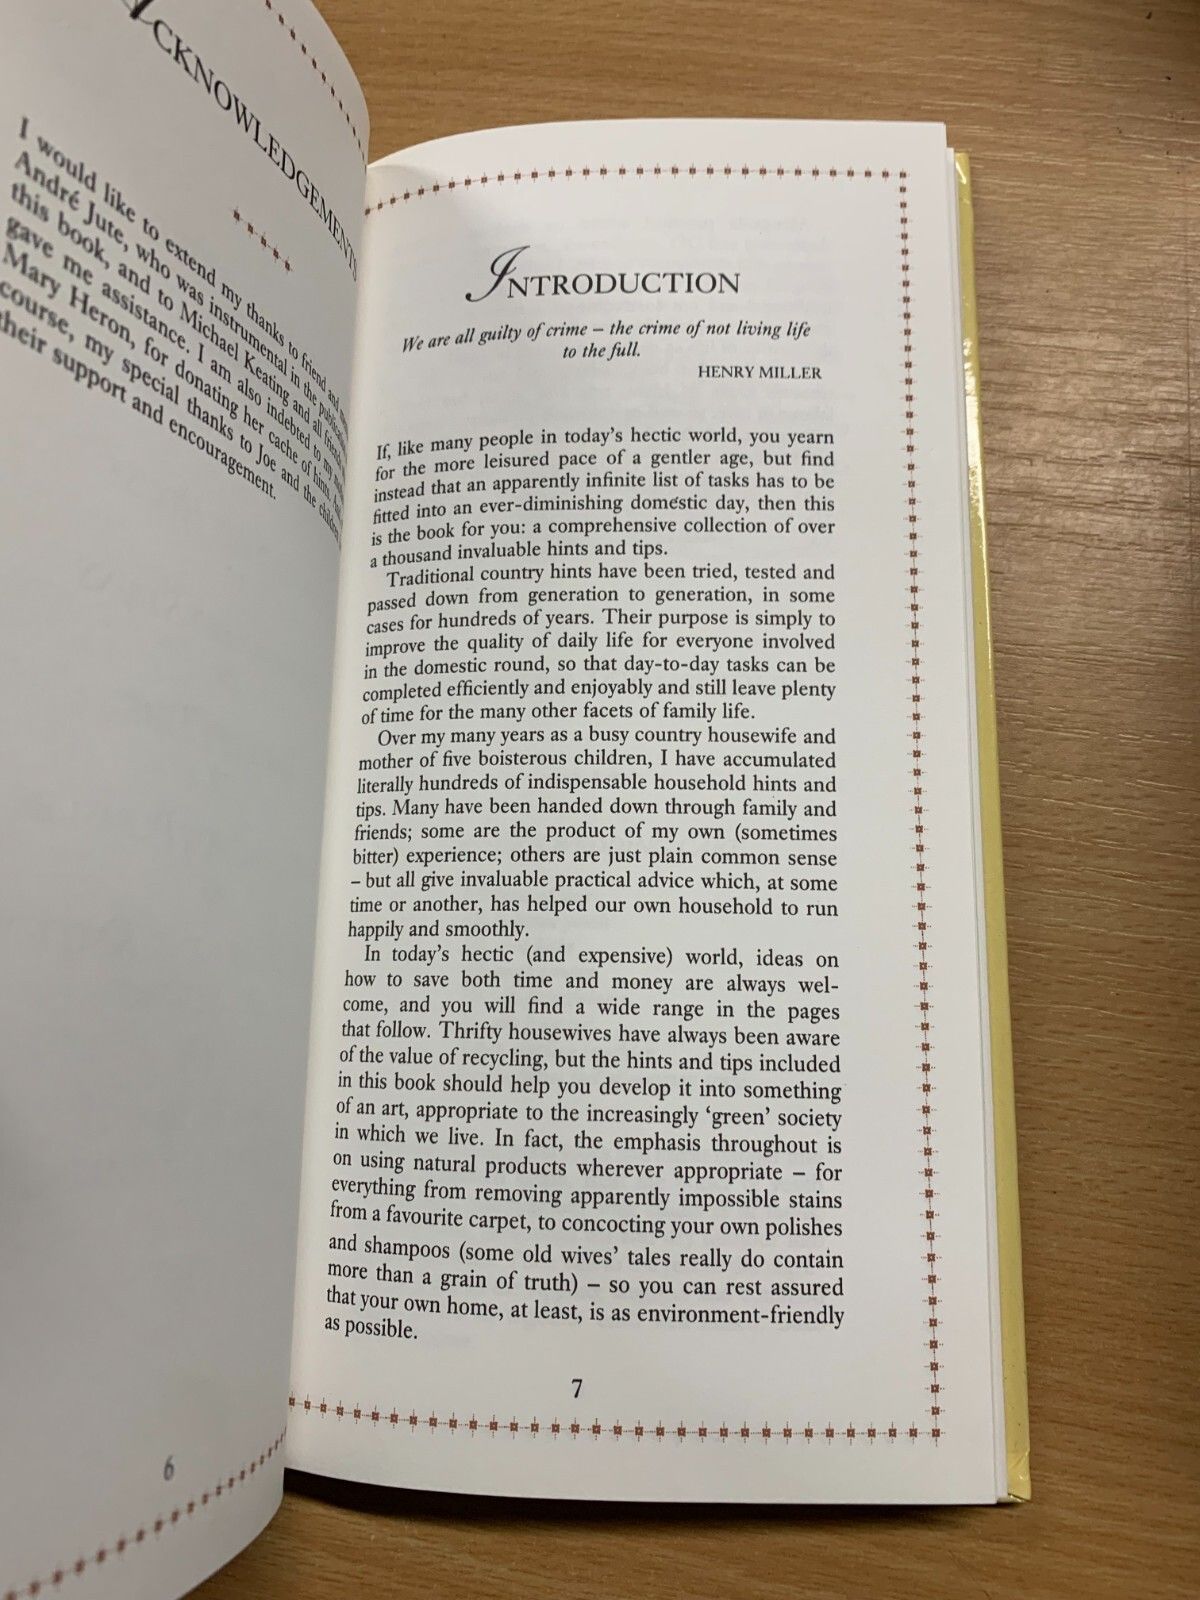 ACKNOWLEDGEMENTS
I would like to extend my thanks to friend and
André Jute, who was instrumental in the publication
this book, and to Michael Keating and all friends
gave me assistance. I am also indebted to my
Mary Heron, for donating her cache of hints. And
course, my special thanks to Joe and the children
their support and encouragement.
6
INTRODUCTION
We are all guilty of crime – the crime of not living life
to the full.
HENRY MILLER
If, like many people in today's hectic world, you yearn
for the more leisured pace of a gentler age, but find
instead that an apparently infinite list of tasks has to be
fitted into an ever-diminishing domestic day, then this
is the book for you: a comprehensive collection of over
a thousand invaluable hints and tips.
Traditional country hints have been tried, tested and
passed down from generation to generation, in some
cases for hundreds of years. Their purpose is simply to
improve the quality of daily life for everyone involved
in the domestic round, so that day-to-day tasks can be
completed efficiently and enjoyably and still leave plenty
of time for the many other facets of family life.
Over my many years as a busy country housewife and
mother of five boisterous children, I have accumulated
literally hundreds of indispensable household hints and
tips. Many have been handed down through family and
friends; some are the product of my own (sometimes
bitter) experience; others are just plain common sense
– but all give invaluable practical advice which, at some
time or another, has helped our own household to run
happily and smoothly.
In today's hectic (and expensive) world, ideas on
how to save both time and money are always wel-
come, and you will find a wide range in the pages
that follow. Thrifty housewives have always been aware
of the value of recycling, but the hints and tips included
in this book should help you develop it into something
of an art, appropriate to the increasingly ‘green’ society
in which we live. In fact, the emphasis throughout is
on using natural products wherever appropriate – for
everything from removing apparently impossible stains
from a favourite carpet, to concocting your own polishes
and shampoos (some old wives' tales really do contain
more than a grain of truth) – so you can rest assured
that your own home, at least, is as environment-friendly
as possible.
7